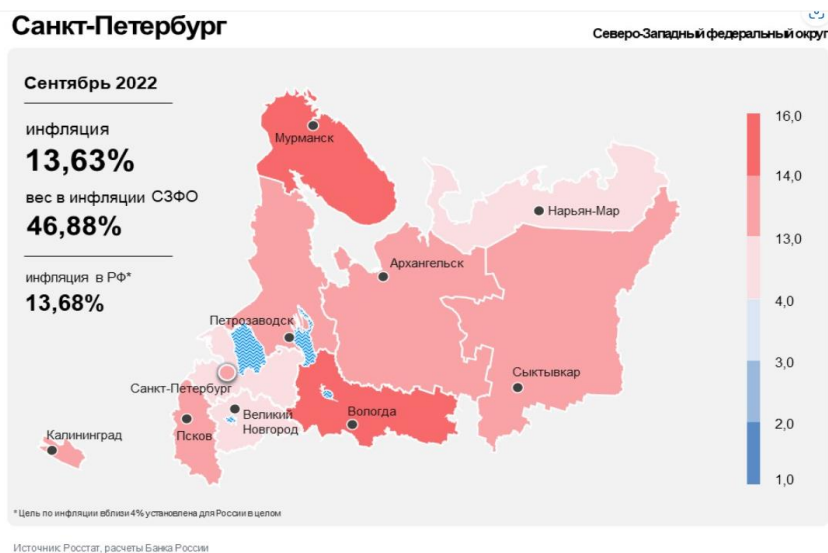 Санкт-Петербург
Северо-Западный федеральный округ
Сентябрь 2022
инфляция
13,63%
вес в инфляции СЗФО
46,88%
инфляция в РФ*
13,68%
Мурманск
Нарьян-Мар
Архангельск
Петрозаводск
Сыктывкар
Санкт-Петербург
Великий
Новгород
Вологда
Псков
Калининград
16,0
14,0
13,0
4,0
3,0
2,0
1,0
* Цель по инфляции вблизи 4% установлена для России в целом
Источник: Росстат, расчеты Банка России